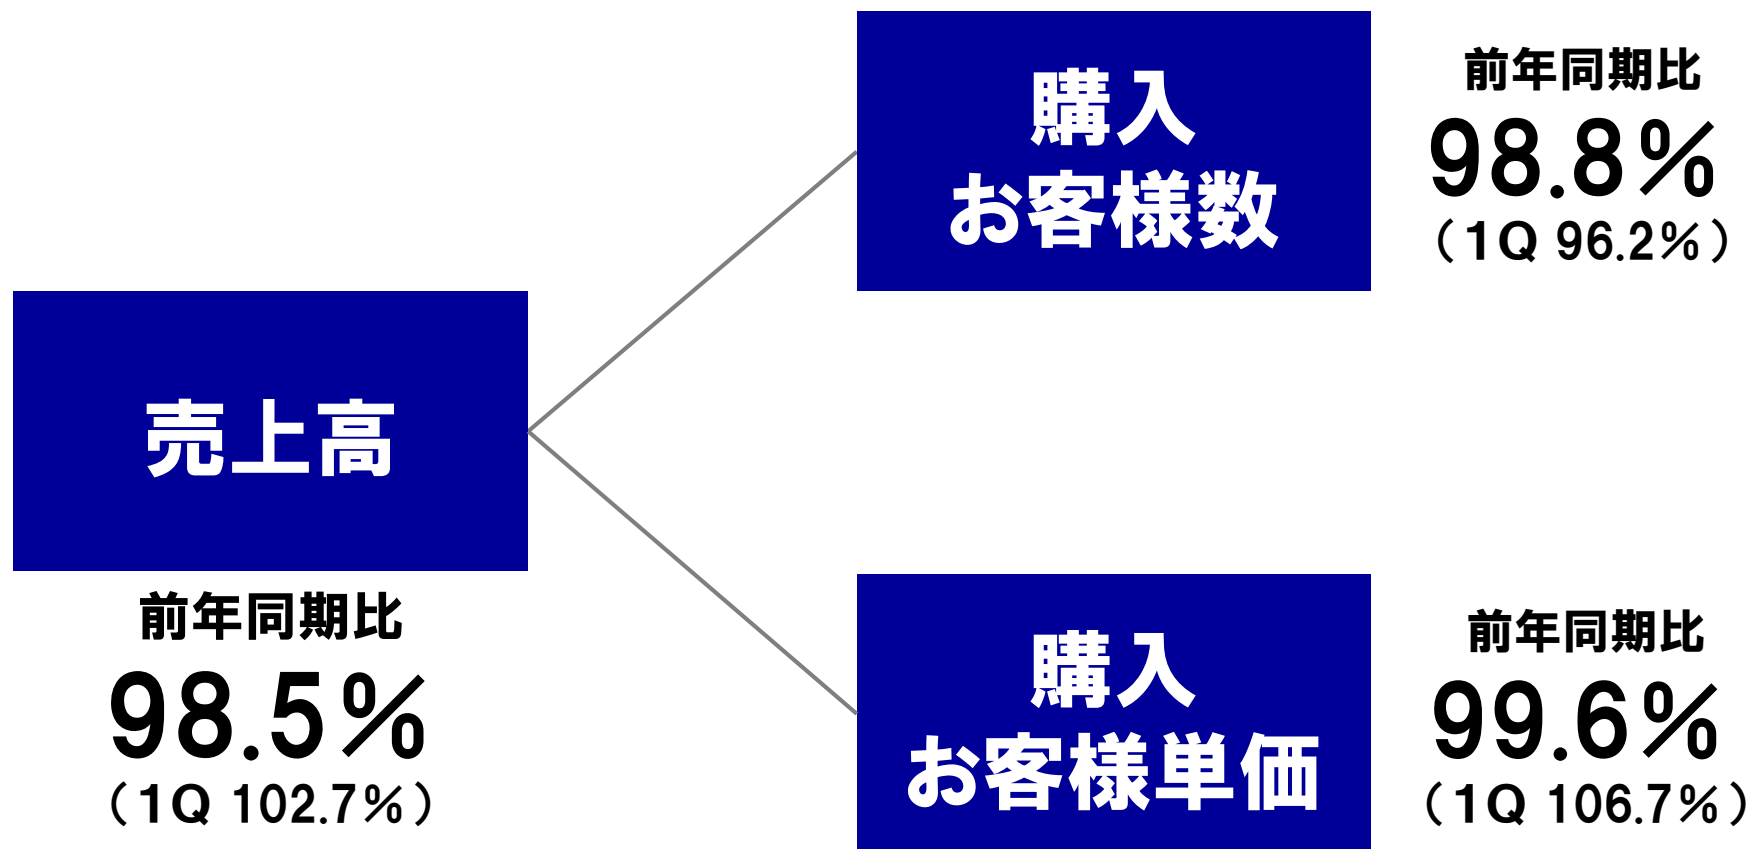 売上高
前年同期比
98.5%
（1Q 102.7%）
購入
お客様数
前年同期比
98.8%
（1Q 96.2%）
購入
お客様単価
前年同期比
99.6%
（1Q 106.7%）